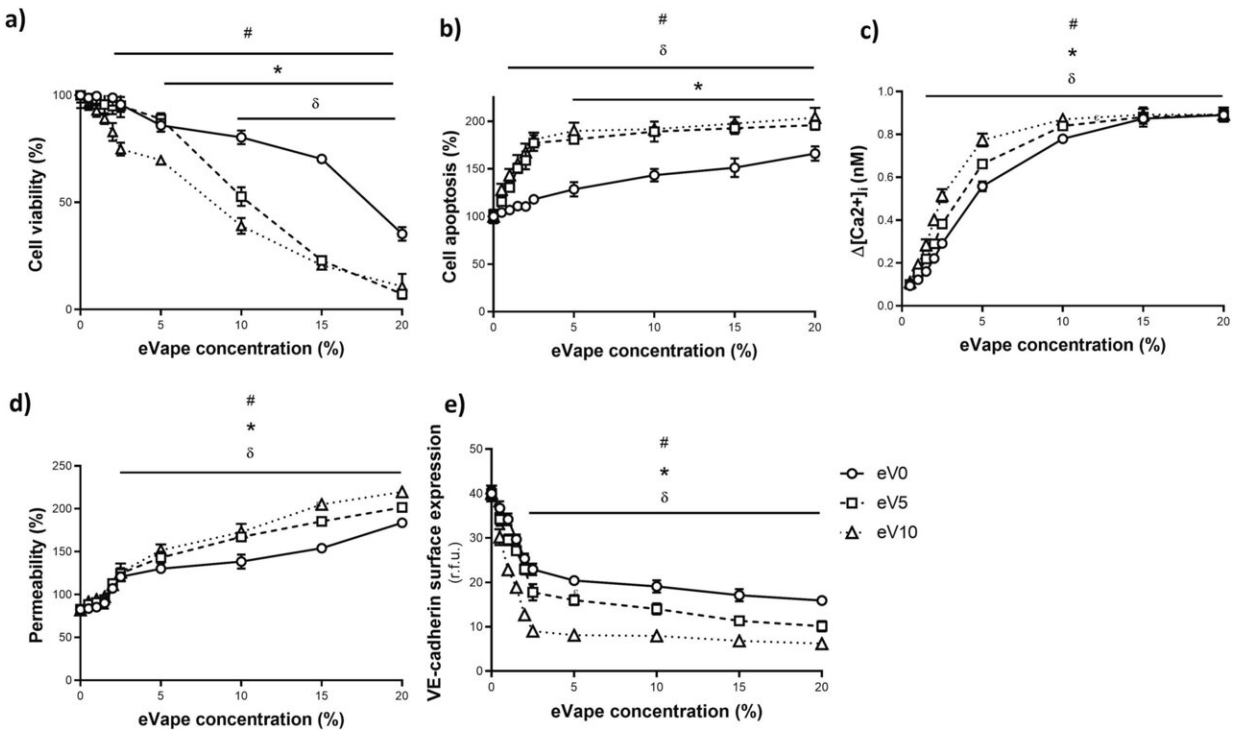 a)
#
*
δ
Cell viability (%)
100
50
0
0 5 10 15 20
eVape concentration (%)
b)
#
δ
*
Cell apoptosis (%)
200
150
100
50
0
0 5 10 15 20
eVape concentration (%)
c)
#
*
δ
Δ[Ca2+]i (nM)
1.0
0.8
0.6
0.4
0.2
0.0
0 5 10 15 20
eVape concentration (%)
d)
#
*
δ
Permeability (%)
250
200
150
100
50
0
0 5 10 15 20
eVape concentration (%)
e)
#
*
δ
VE-cadherin surface expression
(r.f.u.)
50
40
30
20
10
0
0 5 10 15 20
eVape concentration (%)
eV0
eV5
eV10